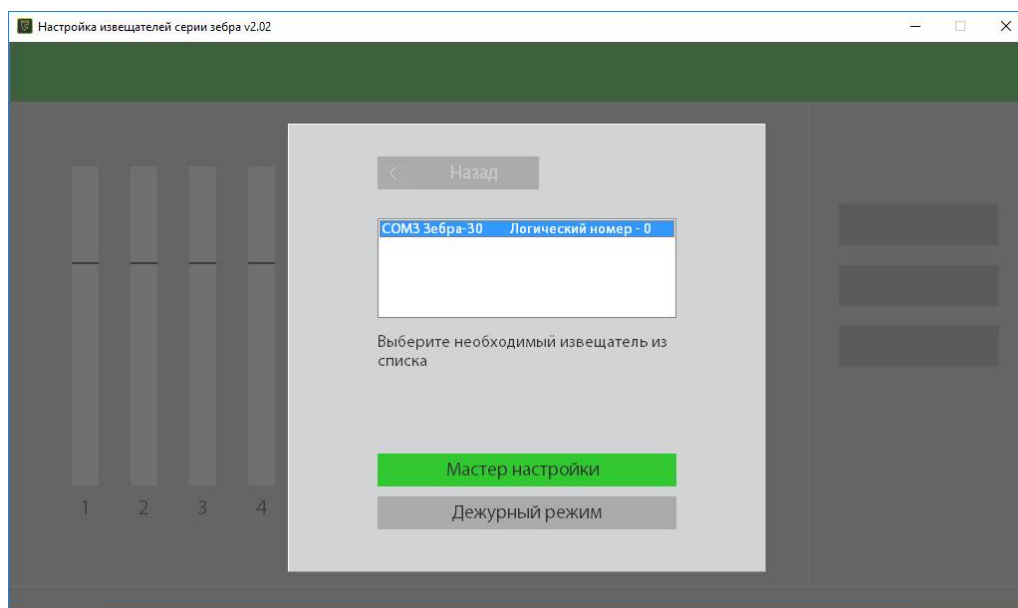 Настройка извещателей серии зебра v2.02
Назад
COM3 Зебра-30 Логический номер - 0
Выберите необходимый извещатель из
списка
Мастер настройки
Дежурный режим
1 2 3 4